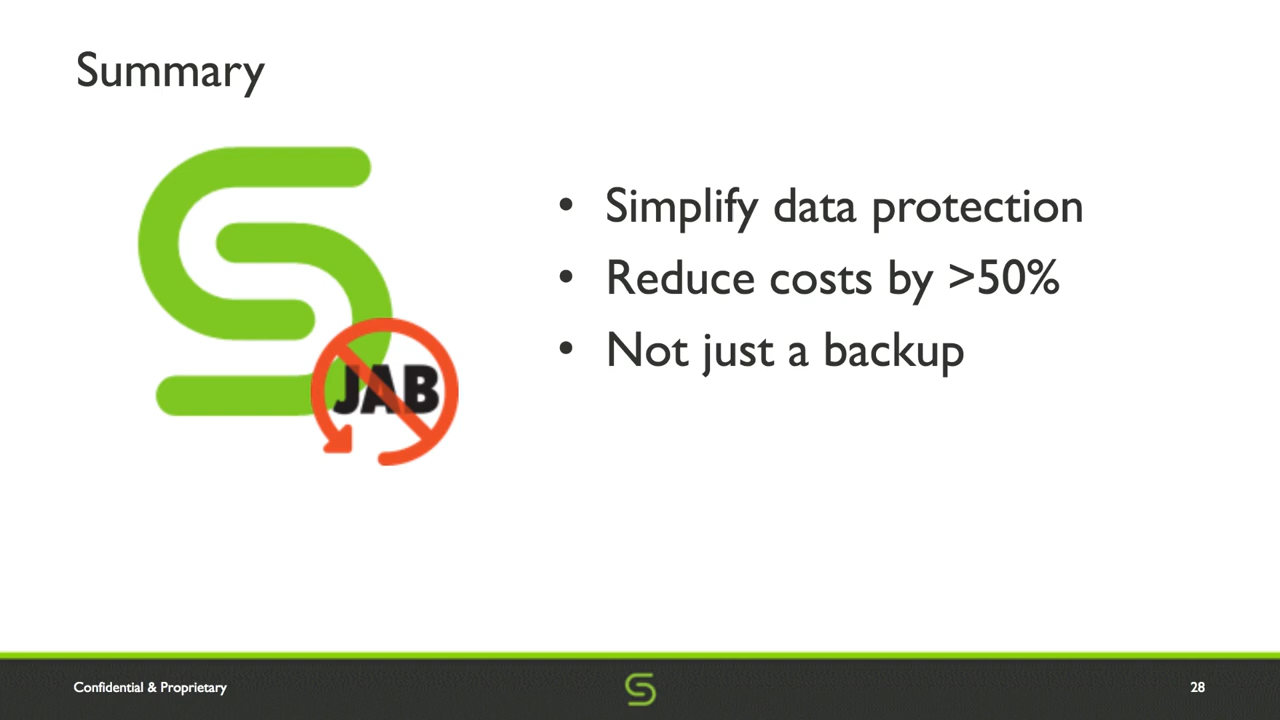 Summary
JAB
• Simplify data protection
• Reduce costs by >50%
• Not just a backup
Confidential & Proprietary
28